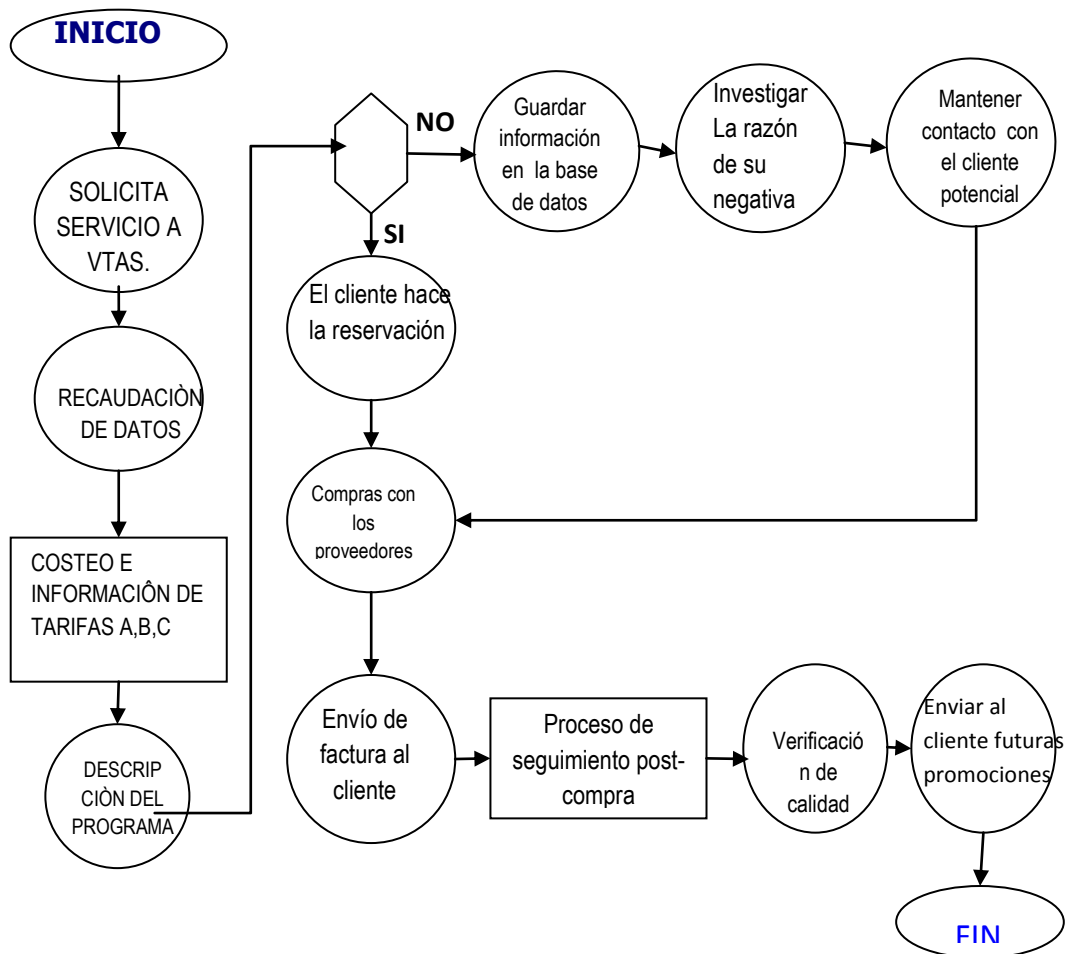 INICIO
SOLICITA
SERVICIO A
VTAS.
RECAUDACIÒN
DE DATOS
COSTEO E
INFORMACIÔN DE
TARIFAS A,B,C
DESCRIP
CIÒN DEL
PROGRAMA
NO
Guardar
información
en la base
de datos
Investigar
La razón
de su
negativa
Mantener
contacto con
el cliente
potencial
SI
El cliente hace
la reservación
Compras con
los
proveedores
Envío de
factura al
cliente
Proceso de
seguimiento post-
compra
Verificació
n de
calidad
Enviar al
cliente futuras
promociones
FIN